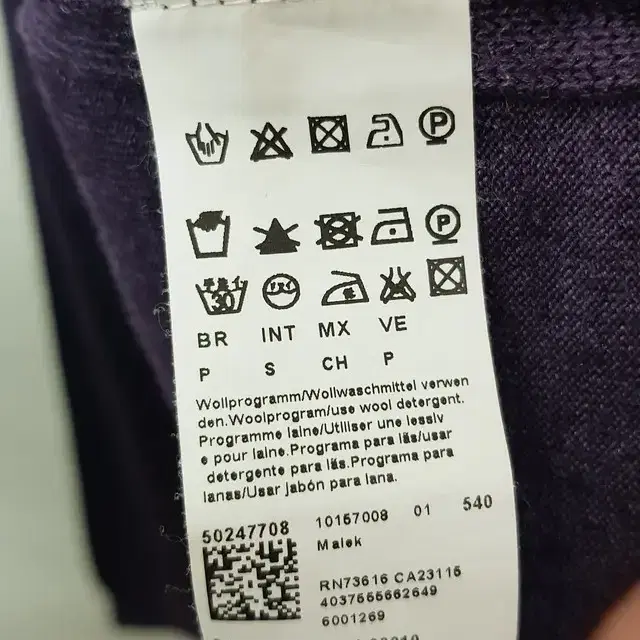 P
P
30
BR INT MX VE
P S CH P
Wollprogramm/Wollwaschmittel verwen
den.Woolprogram/use wool detergent.
Programme laine/Utiliser une lessiv
e pour laine.Programa para lãs/usar
detergente para lãs.Programa para
lanas/Usar jabón para lana.
50247708 10157008 01 540
Malek
RN73616 CA23115
4037555662649
6001269